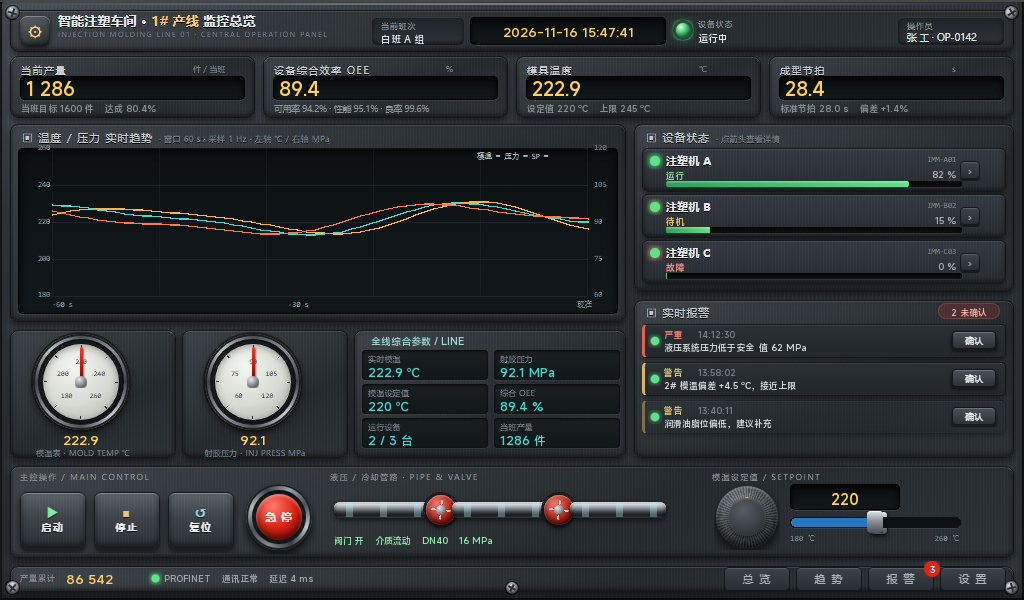 智能注塑车间 • 1# 产线 监控总览
INJECTION MOLDING LINE 01 · CENTRAL OPERATION PANEL
当前班次
白班 A 组
2026-11-16 15:47:41
设备状态
运行中
操作员
张工 · OP-0142
当前产量 件 / 当班
1 286
当班目标 1600 件 达成 80.4%
设备综合效率 OEE %
89.4
可用率 94.2% · 性能 95.1% · 良率 99.6%
模具温度 ℃
222.9
设定值 220 ℃ 上限 245 ℃
成型节拍 s
28.4
标准节拍 28.0 s 偏差 +1.4%
温度 / 压力 实时趋势 · 窗口 60 s · 采样 1 Hz · 左轴 ℃ / 右轴 MPa
模温 = 压力 = SP =
260 120
240 105
220 90
200 75
180 60
-60 s -30 s 现在
设备状态 · 点箭头查看详情
注塑机 A IMM-A01
运行 82 % ›
注塑机 B IMM-B02
待机 15 % ›
注塑机 C IMM-C03
故障 0 % ›
实时报警 2 未确认
严重 14:12:30
液压系统压力低于安全 值 62 MPa
确认
警告 13:58:02
2# 模温偏差 +4.5 ℃, 接近上限
确认
警告 13:40:11
润滑油脂位偏低, 建议补充
确认
180 200 220 240 260
222.9
模温表 · MOLD TEMP ℃
60 75 90 105 120
92.1
射胶压力 · INJ PRESS MPa
全线综合参数 / LINE
实时模温
222.9 ℃
射胶压力
92.1 MPa
模温设定值
220 ℃
综合 OEE
89.4 %
运行设备
2 / 3 台
当班产量
1286 件
主控操作 / MAIN CONTROL
启动
停止
复位
急停
液压 / 冷却管路 · PIPE & VALVE
阀门 开 介质流动 DN40 16 MPa
模温设定值 / SETPOINT
220
180 ℃ 260 ℃
产量累计 86 542
PROFINET 通讯正常 延迟 4 ms
总览
趋势
报警 3
设置